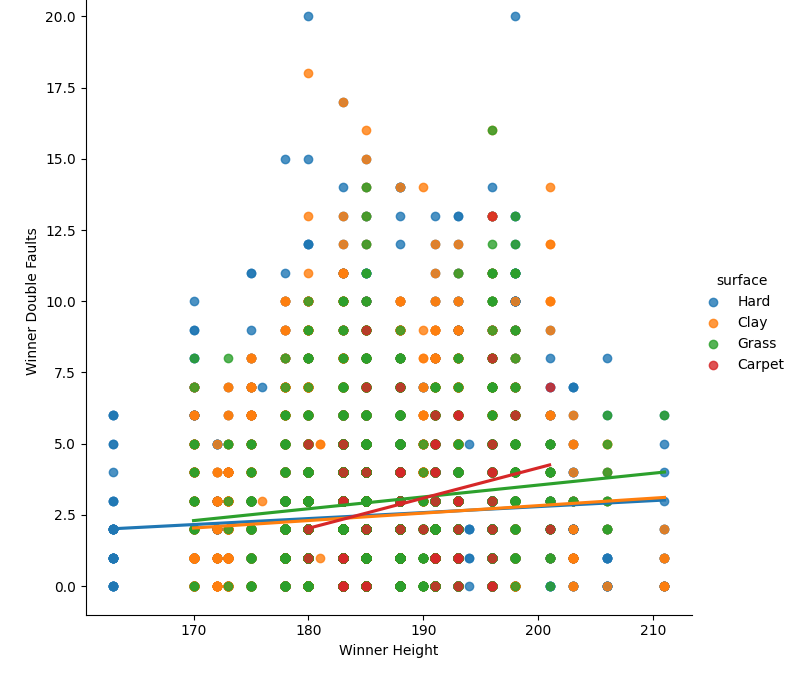 20.0
17.5
15.0
12.5
10.0
7.5
5.0
2.5
0.0
Winner Double Faults
170 180 190 200 210
Winner Height
surface
Hard
Clay
Grass
Carpet